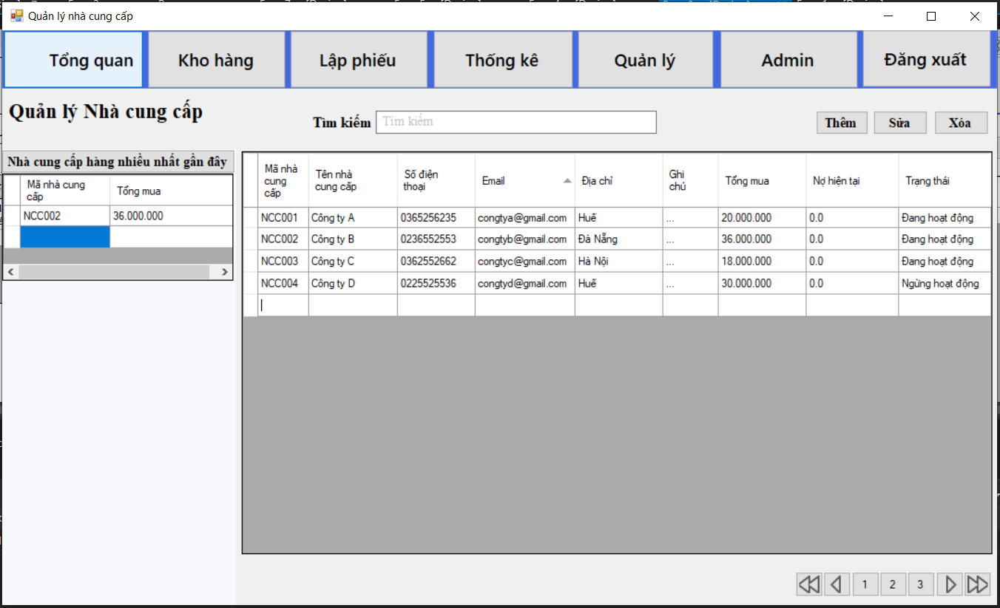 Quản lý nhà cung cấp
Tổng quan Kho hàng Lập phiếu Thống kê Quản lý Admin Đăng xuất
Quản lý Nhà cung cấp
Tìm kiếm Tìm kiếm Thêm Sửa Xóa
Nhà cung cấp hàng nhiều nhất gần đây
Mã nhà cung cấp Tổng mua
NCC002 36.000.000
Mã nhà cung cấp Tên nhà cung cấp Số điện thoại Email Địa chỉ Ghi chú Tổng mua Nợ hiện tại Trạng thái
NCC001 Công ty A 0365256235 congtya@gmail.com Huế ... 20.000.000 0.0 Đang hoạt động
NCC002 Công ty B 0236552553 congtyb@gmail.com Đà Nẵng ... 36.000.000 0.0 Đang hoạt động
NCC003 Công ty C 0362552662 congtyc@gmail.com Hà Nội ... 18.000.000 0.0 Đang hoạt động
NCC004 Công ty D 0225525536 congtyd@gmail.com Huế ... 30.000.000 0.0 Ngừng hoạt động
1 2 3